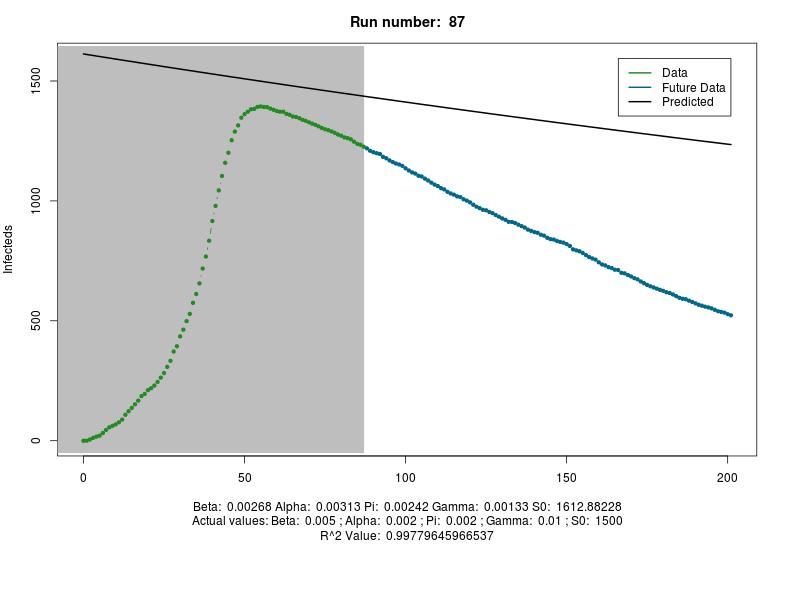 Run number: 87
Data
Future Data
Predicted
1500
1000
500
0
Infecteds
0 50 100 150 200
Beta: 0.00268 Alpha: 0.00313 Pi: 0.00242 Gamma: 0.00133 S0: 1612.88228
Actual values: Beta: 0.005 ; Alpha: 0.002 ; Pi: 0.002 ; Gamma: 0.01 ; S0: 1500
R^2 Value: 0.99779645966537